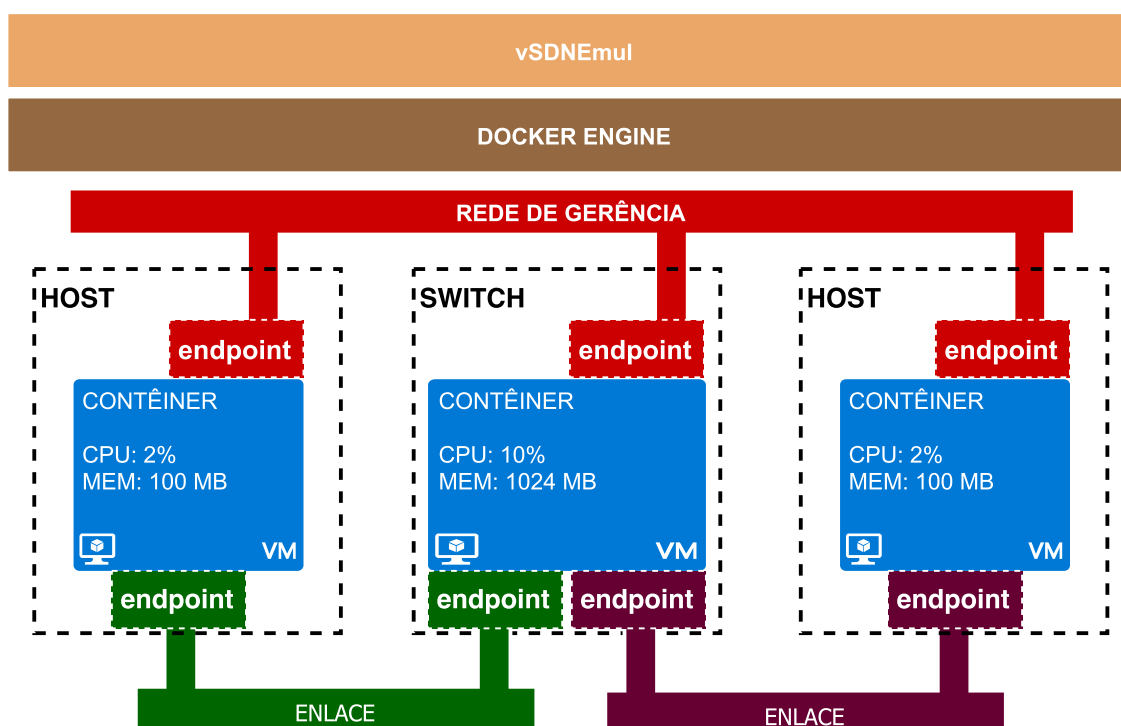 vSDNEmul
DOCKER ENGINE
REDE DE GERÊNCIA
HOST
endpoint
CONTÊINER
CPU: 2%
MEM: 100 MB
VM
endpoint
SWITCH
endpoint
CONTÊINER
CPU: 10%
MEM: 1024 MB
VM
endpoint
endpoint
HOST
endpoint
CONTÊINER
CPU: 2%
MEM: 100 MB
VM
endpoint
ENLACE
ENLACE